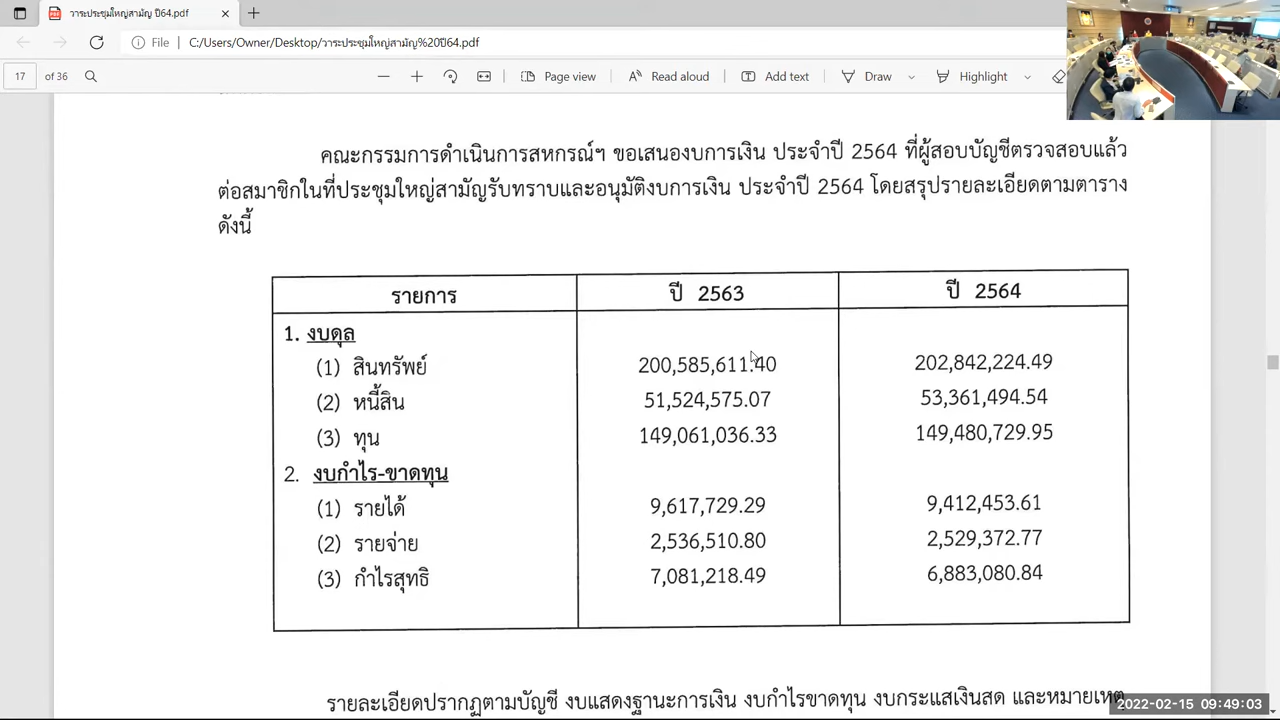 วาระประชุมใหญ่สามัญ ปี64.pdf
File | C:/Users/Owner/Desktop/วาระประชุมใหญ่สามัญ%20ปี64.pdf
17 of 36 Page view Read aloud Add text Draw Highlight
คณะกรรมการดำเนินการสหกรณ์ฯ ขอเสนองบการเงิน ประจำปี 2564 ที่ผู้สอบบัญชีตรวจสอบแล้ว
ต่อสมาชิกในที่ประชุมใหญ่สามัญรับทราบและอนุมัติงบการเงิน ประจำปี 2564 โดยสรุปรายละเอียดตามตาราง
ดังนี้
รายการ ปี 2563 ปี 2564
1. งบดุล
(1) สินทรัพย์ 200,585,611.40 202,842,224.49
(2) หนี้สิน 51,524,575.07 53,361,494.54
(3) ทุน 149,061,036.33 149,480,729.95
2. งบกำไร-ขาดทุน
(1) รายได้ 9,617,729.29 9,412,453.61
(2) รายจ่าย 2,536,510.80 2,529,372.77
(3) กำไรสุทธิ 7,081,218.49 6,883,080.84
รายละเอียดปรากฏตามบัญชี งบแสดงฐานะการเงิน งบกำไรขาดทุน งบกระแสเงินสด และหมายเหตุ
2022-02-15 09:49:03